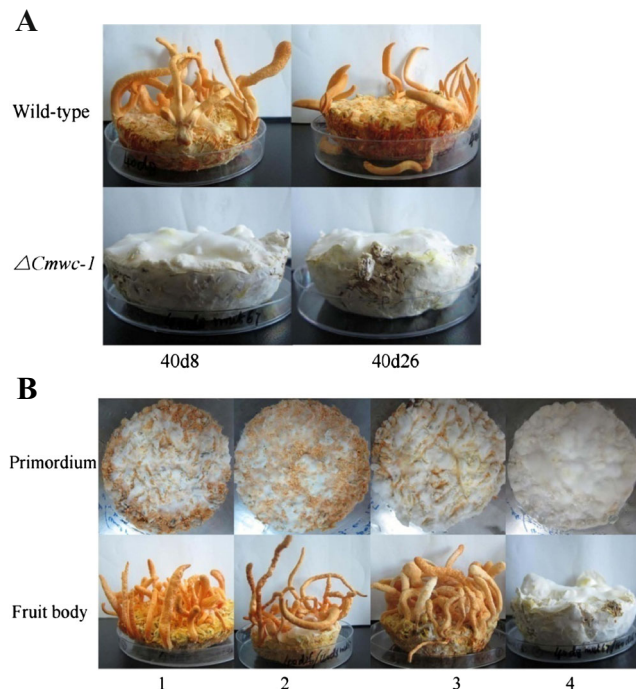 A
Wild-type
△Cmwc-1
40d8 40d26
B
Primordium
Fruit body
1 2 3 4